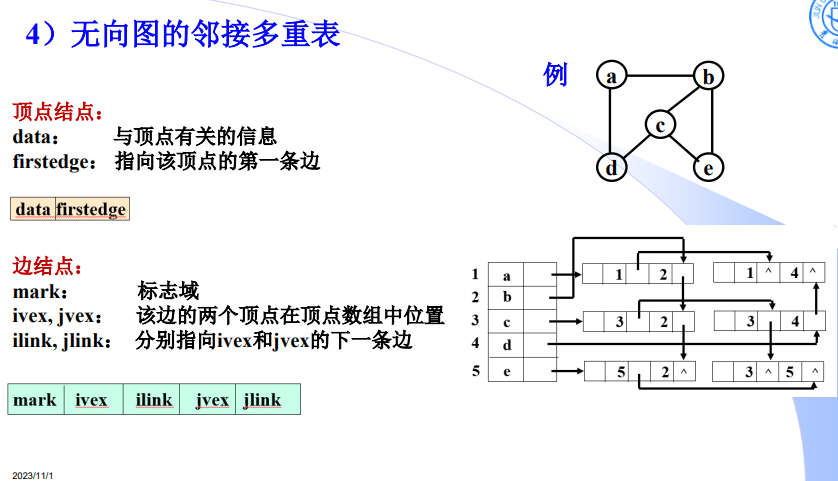 4）无向图的邻接多重表
例
a b
c
d e
顶点结点：
data： 与顶点有关的信息
firstedge： 指向该顶点的第一条边
data firstedge
边结点：
mark： 标志域
ivex, jvex： 该边的两个顶点在顶点数组中位置
ilink, jlink： 分别指向ivex和jvex的下一条边
mark ivex ilink jvex jlink
1 a 1 2 1 ^ 4 ^
2 b
3 c 3 2 3 4
4 d
5 e 5 2 ^ 3 ^ 5 ^
2023/11/1